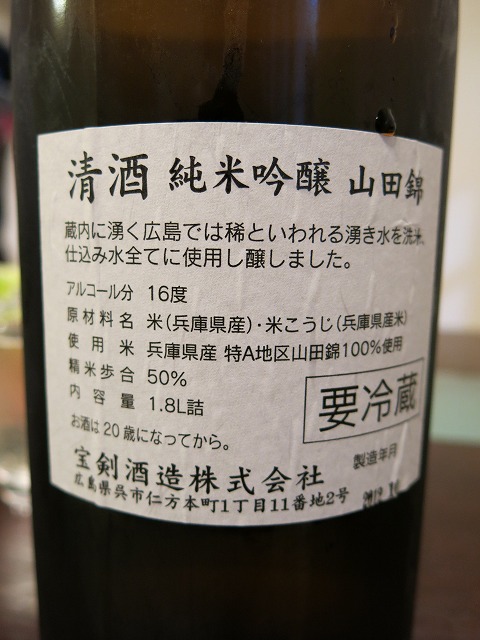 清酒 純米吟醸 山田錦
蔵内に湧く広島では稀といわれる湧き水を洗米、
仕込み水全てに使用し醸しました。
アルコール分 16度
原材料名 米(兵庫県産)・米こうじ(兵庫県産米)
使用米 兵庫県産 特A地区山田錦100%使用
精米歩合 50%
内容量 1.8L詰
要冷蔵
お酒は20歳になってから。
製造年月
宝剣酒造株式会社
広島県呉市仁方本町1丁目11番地2号